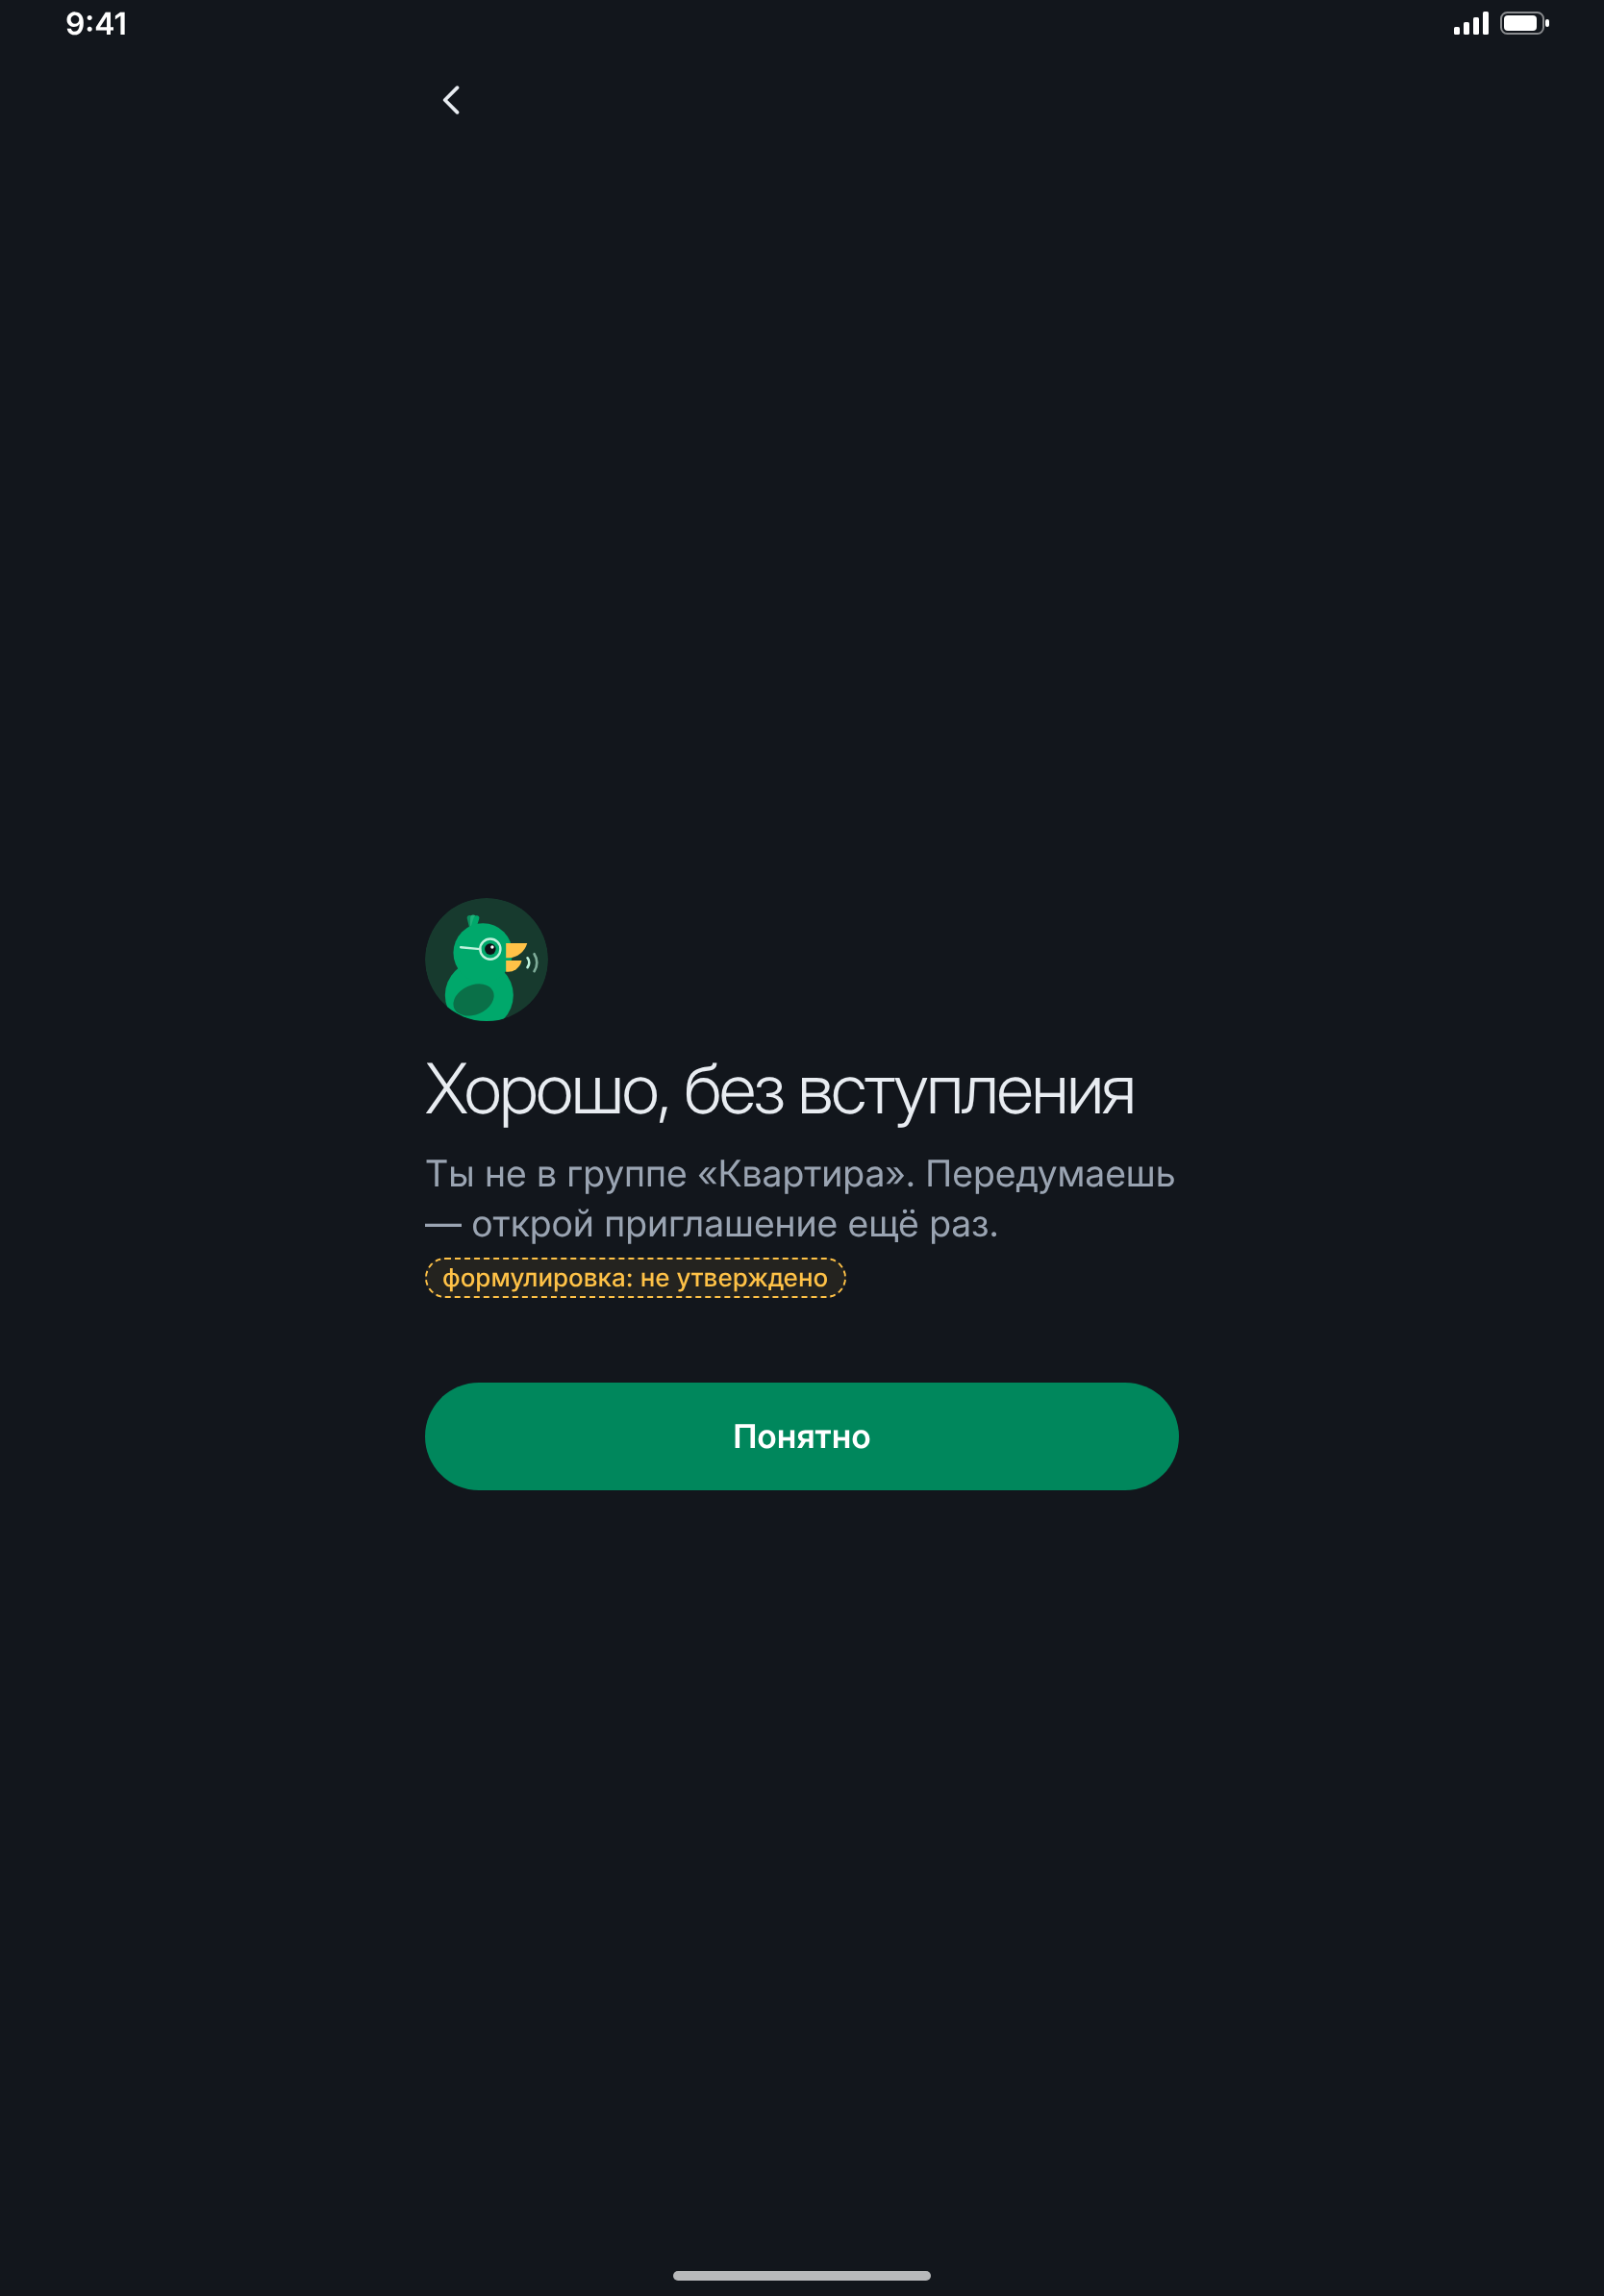 9:41
Хорошо, без вступления
Ты не в группе «Квартира». Передумаешь
— открой приглашение ещё раз.
формулировка: не утверждено
Понятно